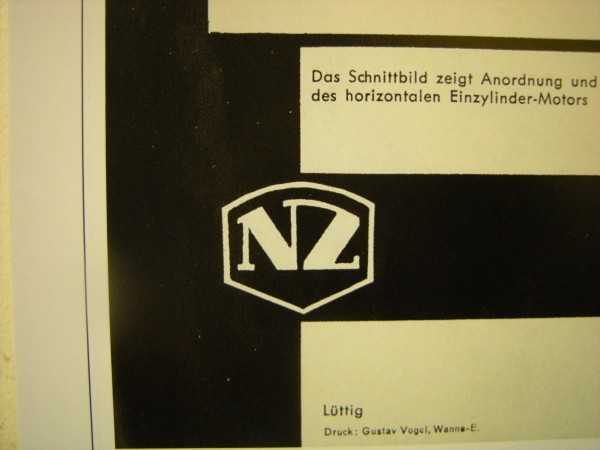 Das Schnittbild zeigt Anordnung und
des horizontalen Einzylinder-Motors
NZ
Lüttig
Druck: Gustav Vogel, Wanne-E.